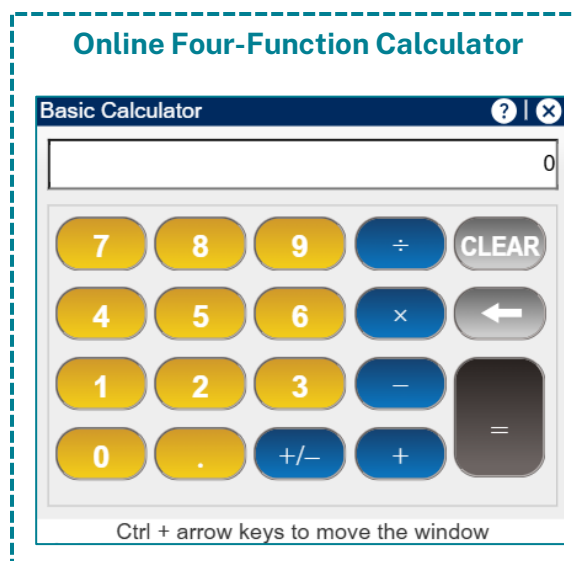 Online Four-Function Calculator
Basic Calculator ? | ×
0
7 8 9 ÷ CLEAR
4 5 6 × ←
1 2 3 −
0 . +/− + =
Ctrl + arrow keys to move the window